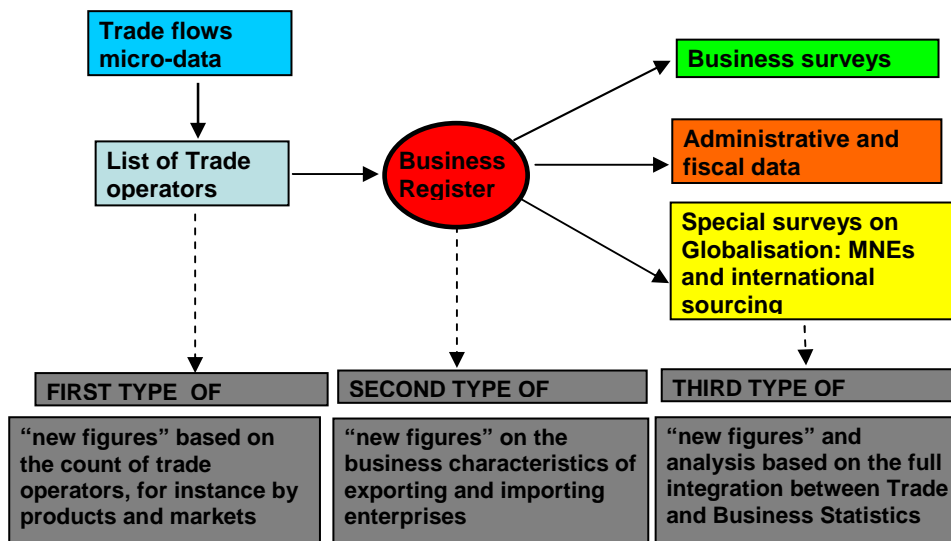 Trade flows
micro-data
Business surveys
List of Trade
operators
Business
Register
Administrative and
fiscal data
Special surveys on
Globalisation: MNEs
and international
sourcing
FIRST TYPE OF
SECOND TYPE OF
THIRD TYPE OF
“new figures” based on
the count of trade
operators, for instance by
products and markets
“new figures” on the
business characteristics of
exporting and importing
enterprises
“new figures” and
analysis based on the full
integration between Trade
and Business Statistics